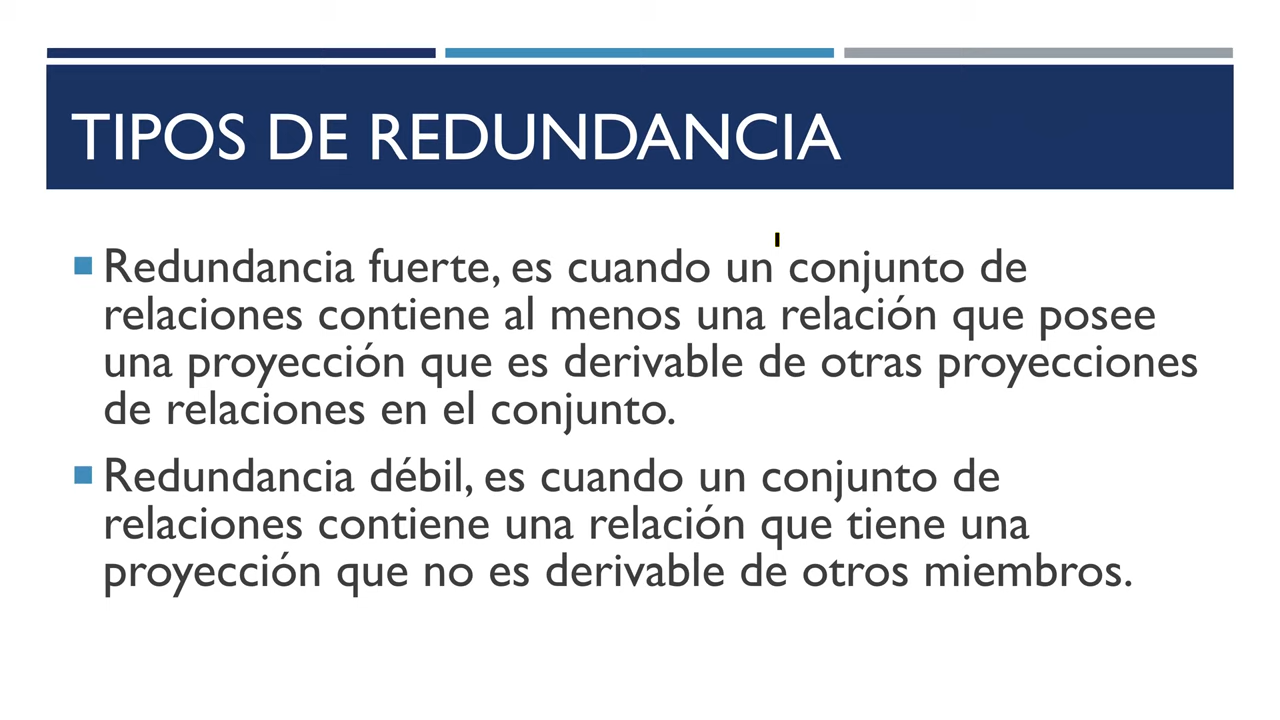 TIPOS DE REDUNDANCIA
Redundancia fuerte, es cuando un conjunto de
relaciones contiene al menos una relación que posee
una proyección que es derivable de otras proyecciones
de relaciones en el conjunto.
Redundancia débil, es cuando un conjunto de
relaciones contiene una relación que tiene una
proyección que no es derivable de otros miembros.